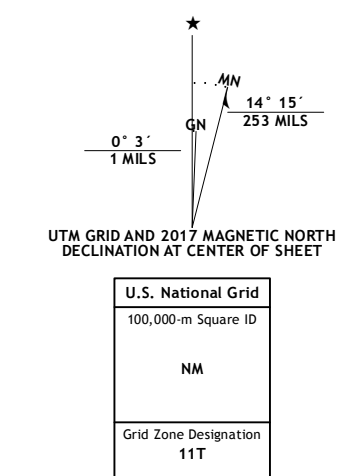 ★
MN
GN
14° 15´
253 MILS
0° 3´
1 MILS
UTM GRID AND 2017 MAGNETIC NORTH
DECLINATION AT CENTER OF SHEET
U.S. National Grid
100,000-m Square ID
NM
Grid Zone Designation
11T